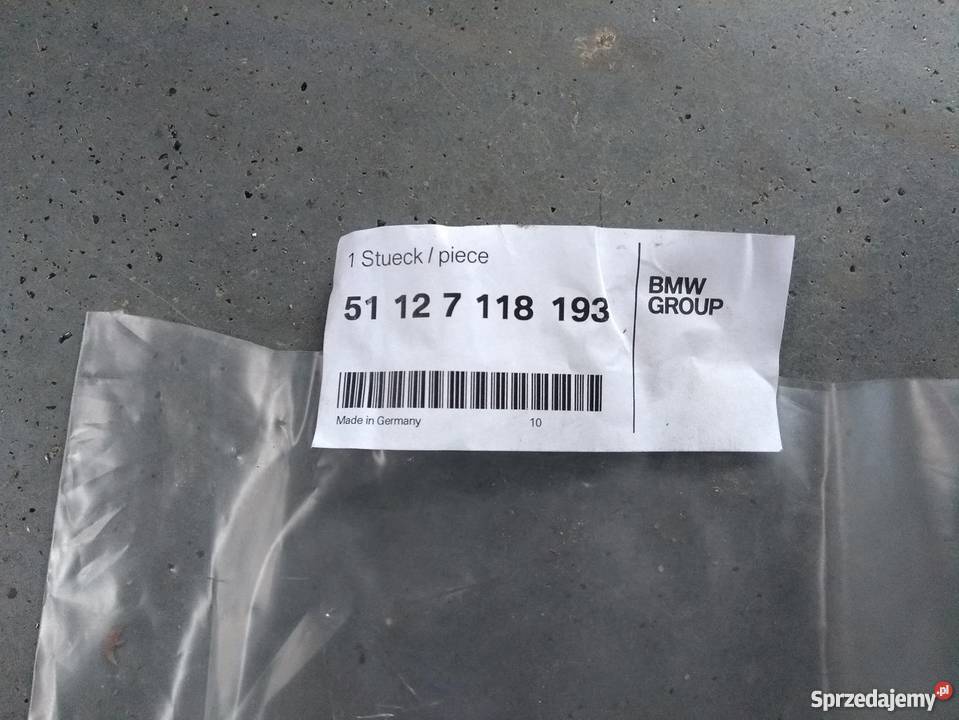 1 Stueck / piece
51 12 7 118 193
BMW
GROUP
Made in Germany 10
Sprzedajemy.pl